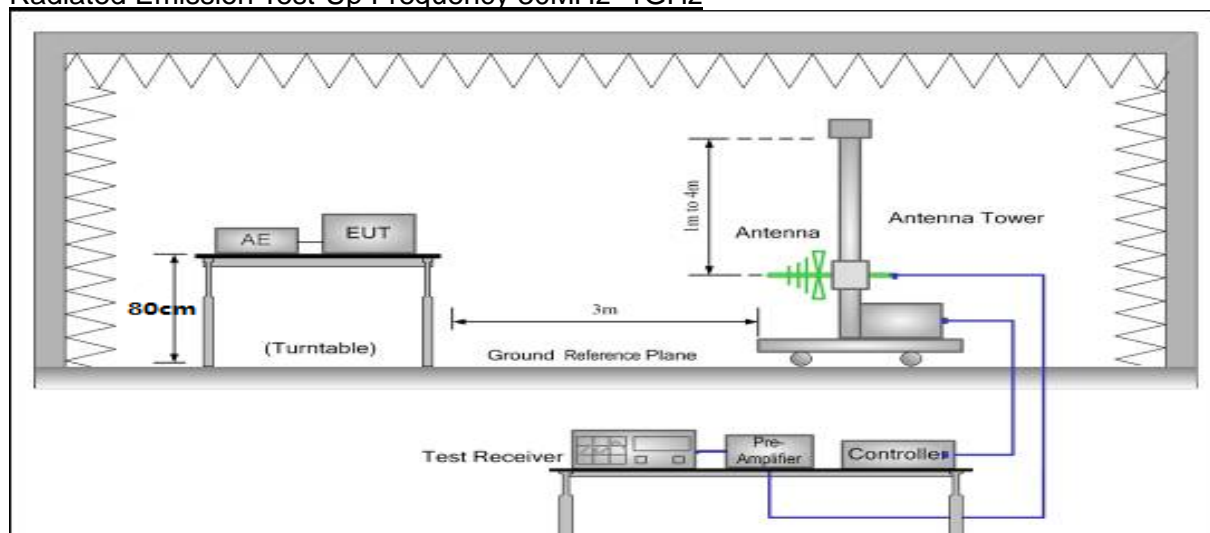 Radiated Emission Test-Up Frequency 30MHz~1GHz
1m to 4m
Antenna Tower
Antenna
AE
EUT
80cm
3m
(Turntable)
Ground Reference Plane
Test Receiver
Pre-
Amplifier
Controller